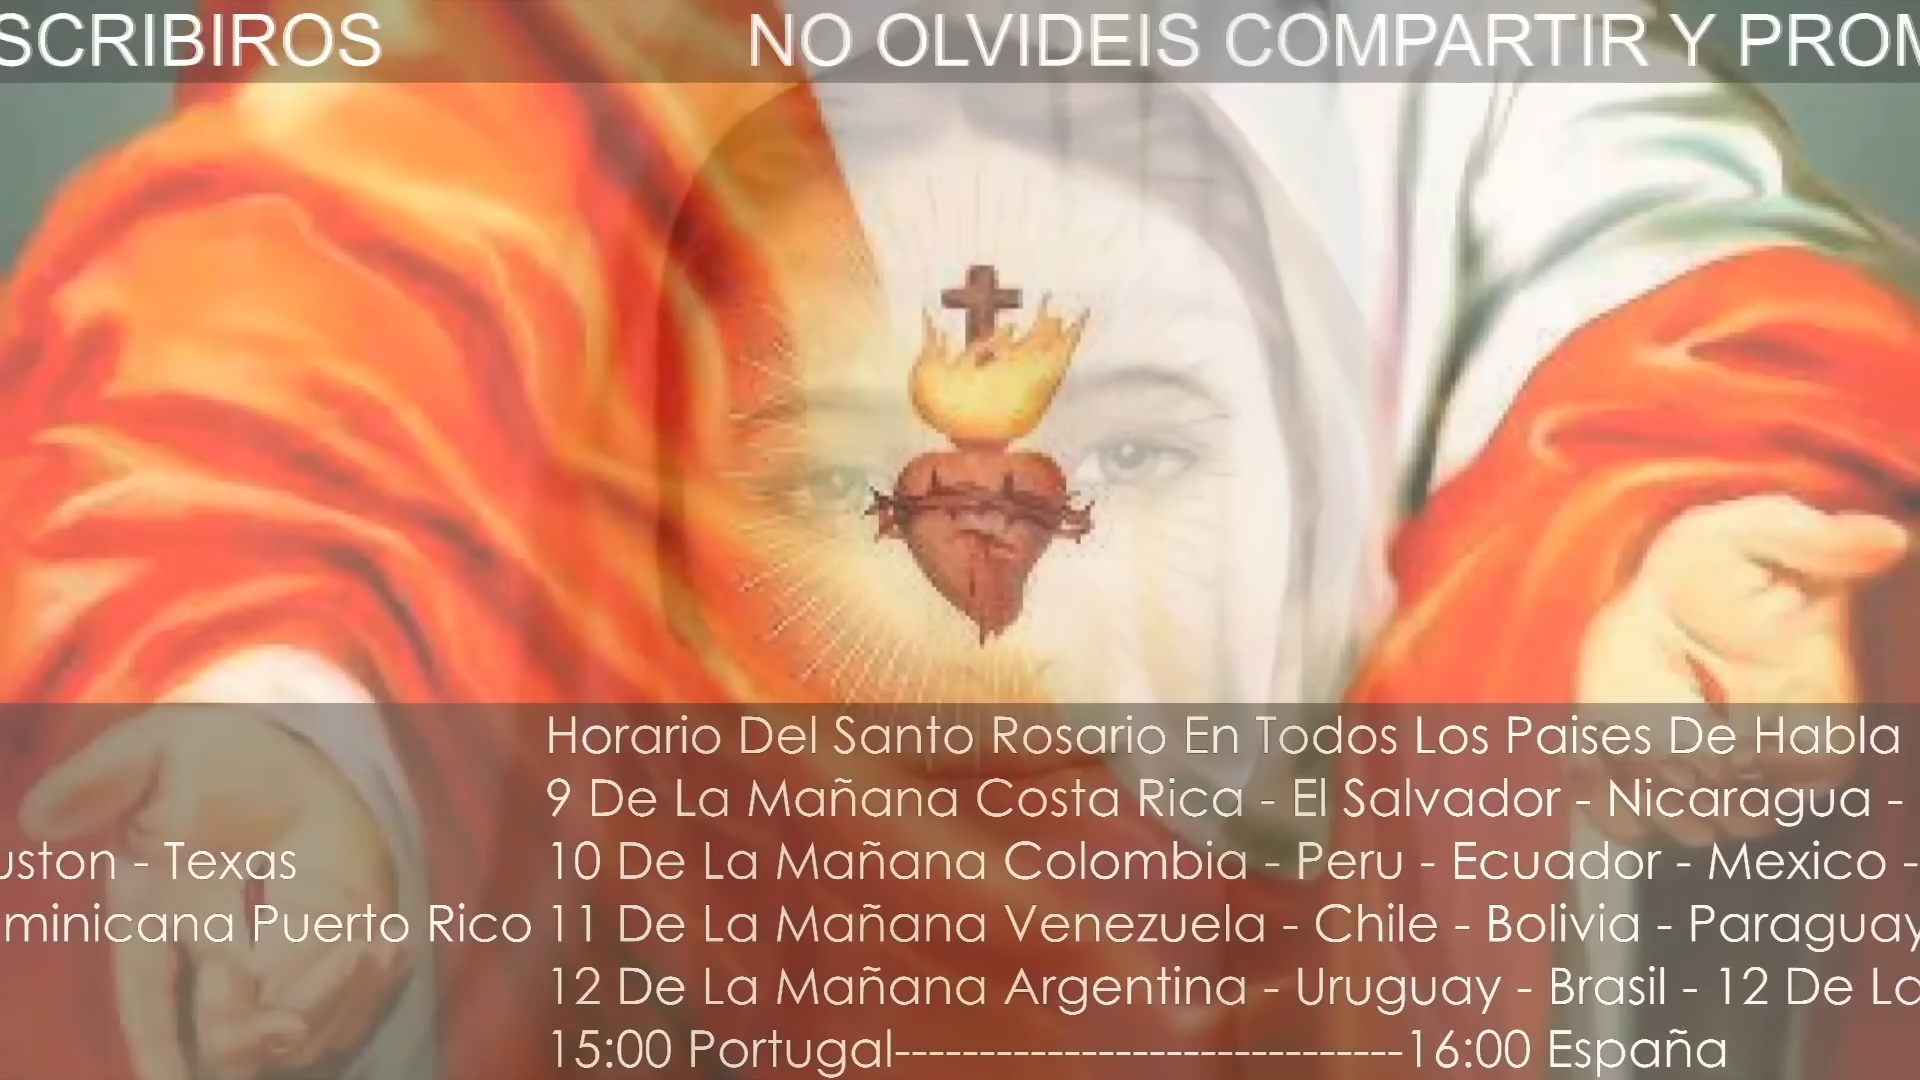 SCRIBIROS NO OLVIDEIS COMPARTIR Y PROM
Horario Del Santo Rosario En Todos Los Paises De Habla
9 De La Mañana Costa Rica - El Salvador - Nicaragua -
uston - Texas 10 De La Mañana Colombia - Peru - Ecuador - Mexico -
minicana Puerto Rico 11 De La Mañana Venezuela - Chile - Bolivia - Paraguay
12 De La Mañana Argentina - Uruguay - Brasil - 12 De La
15:00 Portugal------------------------------16:00 España